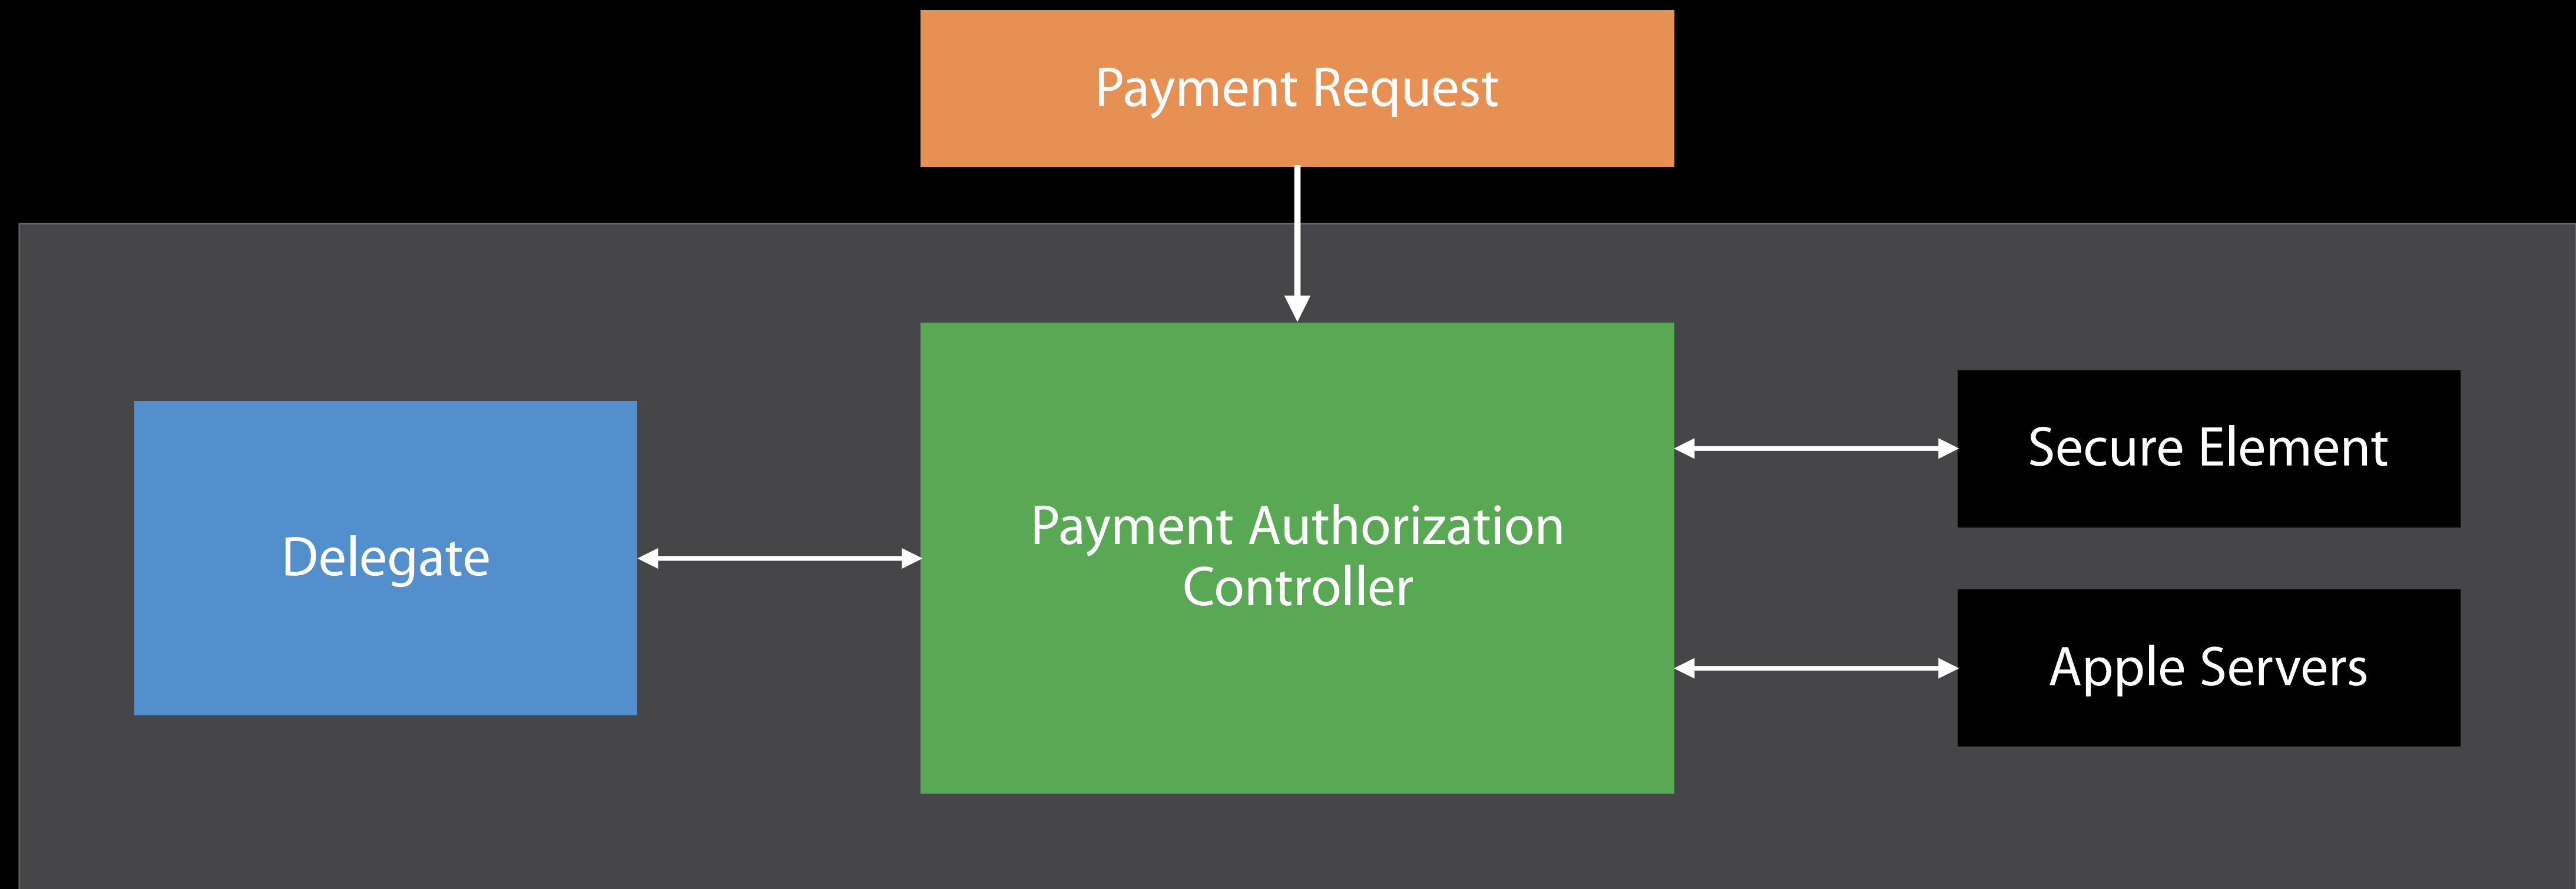 Payment Request
Delegate
Payment Authorization
Controller
Secure Element
Apple Servers